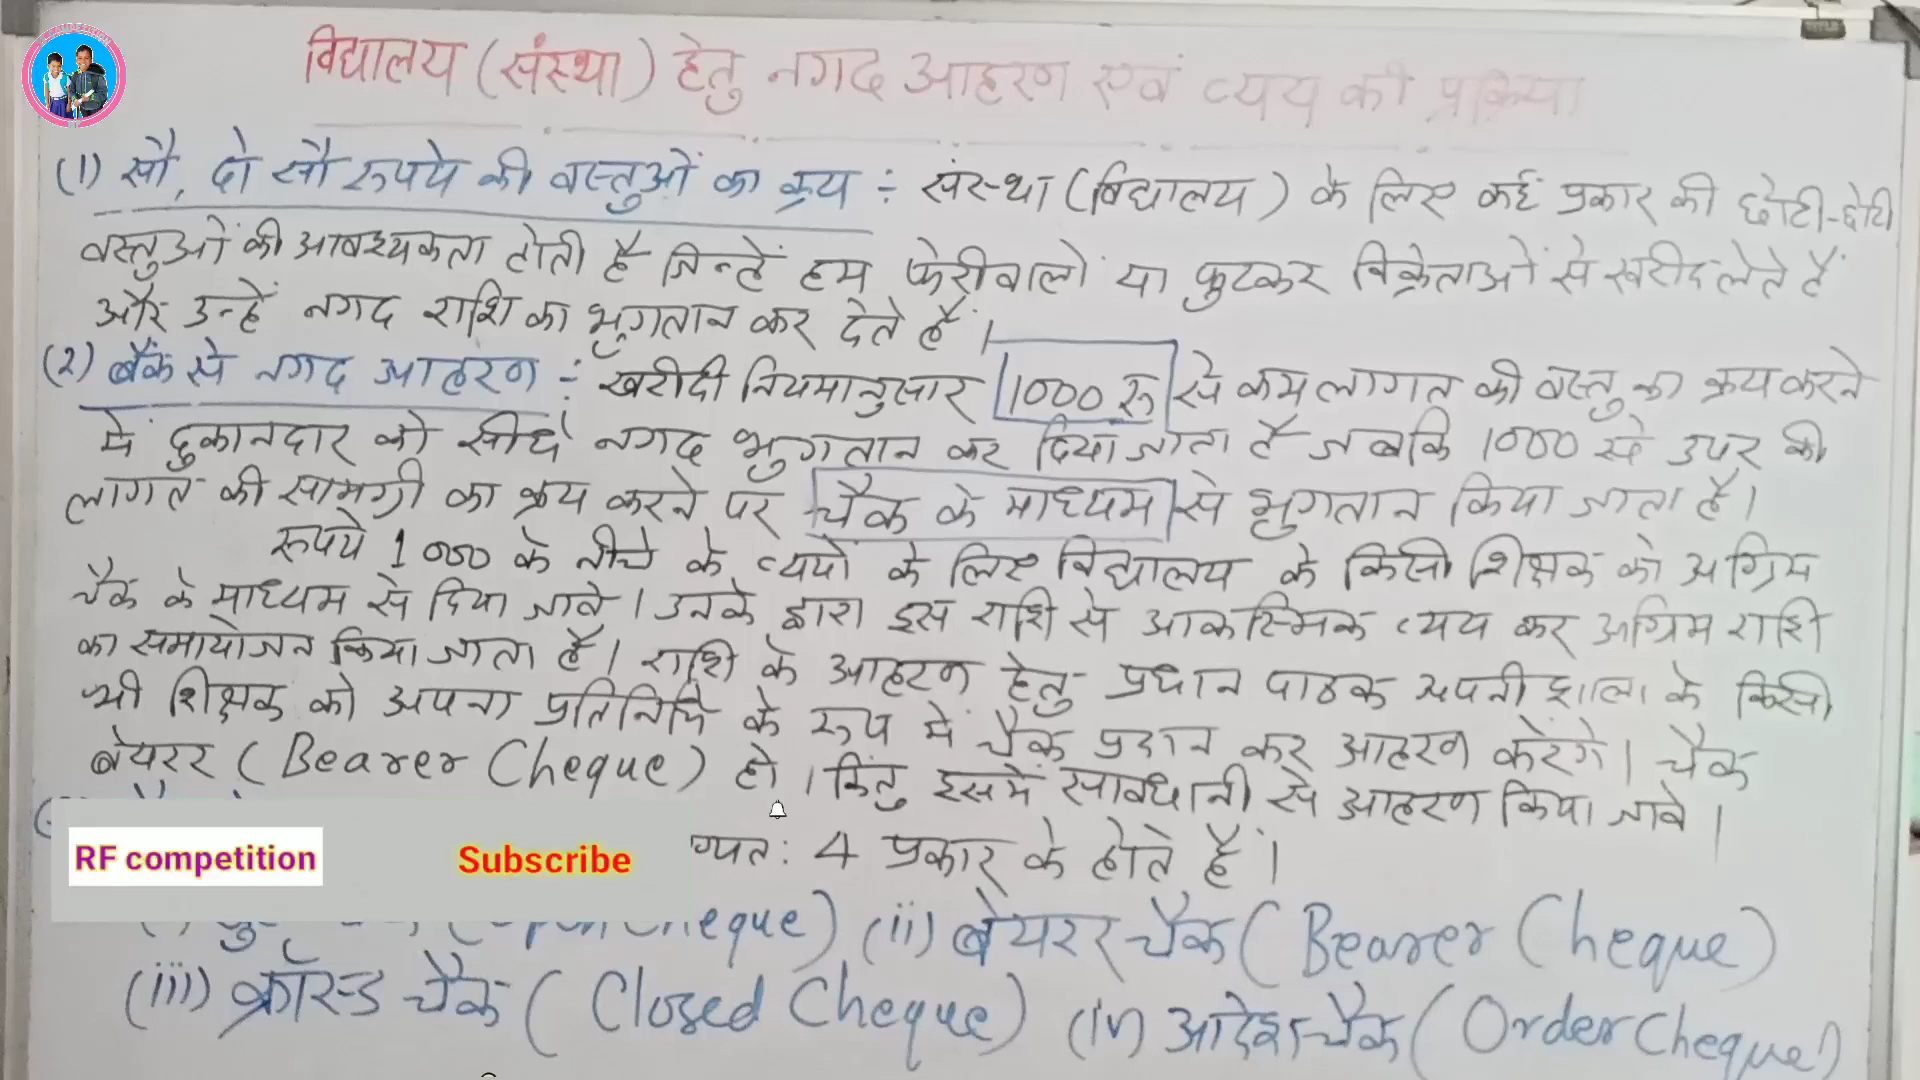 विद्यालय (संस्था) हेतु नगद आहरण एवं व्यय की प्रक्रिया
(1) सौ, दो सौ रुपये की वस्तुओं का क्रय ÷ संस्था (विद्यालय) के लिए कई प्रकार की छोटी-छोटी
वस्तुओं की आवश्यकता होती है जिन्हें हम फेरीवालों या फुटकर विक्रेताओं से खरीद लेते हैं
और उन्हें नगद राशि का भुगतान कर देते हैं।
(2) बैंक से नगद आहरण ÷ खरीदी नियमानुसार 1000 रु से कम लागत की वस्तु का क्रय करने
में दुकानदार को सीधे नगद भुगतान कर दिया जाता है जबकि 1000 से उपर की
लागत की सामग्री का क्रय करने पर चैक के माध्यम से भुगतान किया जाता है।
रूपये 1000 के नीचे के व्ययों के लिए विद्यालय के किसी शिक्षक को अग्रिम
चैक के माध्यम से दिया जावे। उनके द्वारा इस राशि से आकस्मिक व्यय कर अग्रिम राशि
का समायोजन किया जाता है। राशि के आहरण हेतु प्रधान पाठक अपनी शाला के किसी
भी शिक्षक को अपना प्रतिनिधि के रूप में चैक प्रदान कर आहरण करेंगे। चैक
बेयरर (Bearer Cheque) हो। किंतु इसमें सावधानी से आहरण किया जावे।
RF competition
Subscribe
4 प्रकार के होते हैं।
(ii) बेयरर चैक (Bearer Cheque)
(iii) क्रॉस्ड चैक (Closed Cheque) (iv) आदेश चैक (Order Cheque)